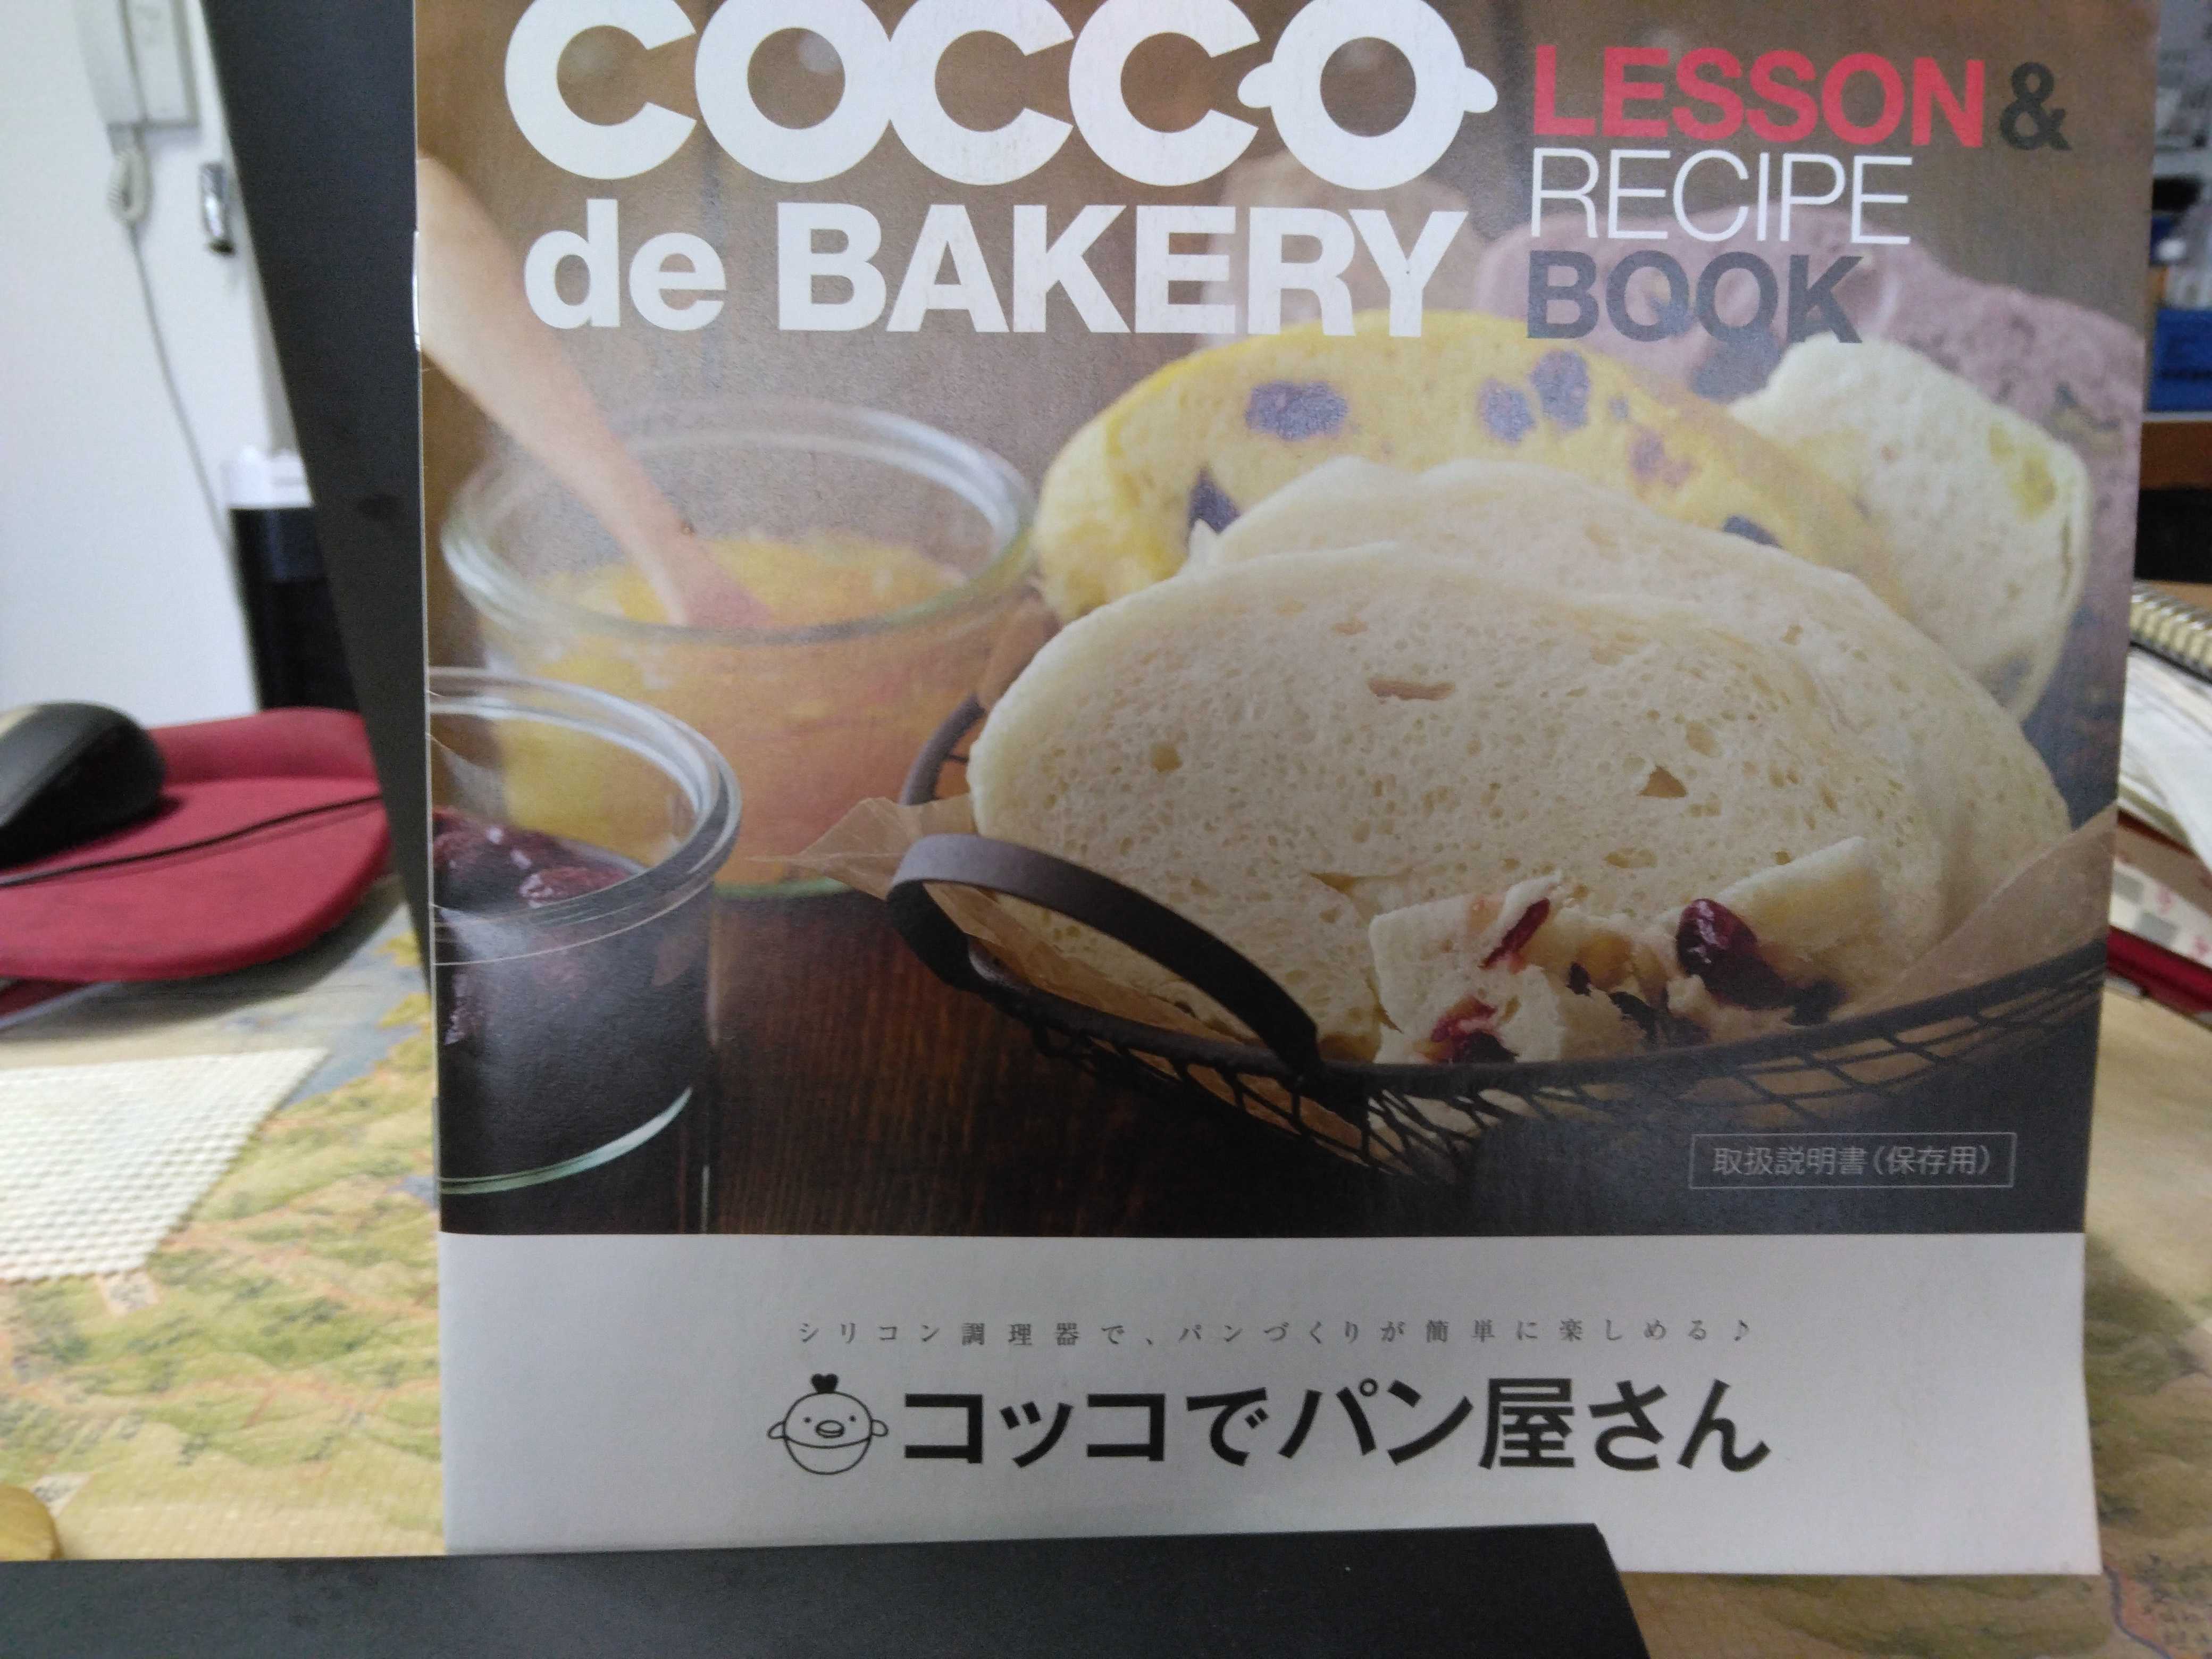 COCCO
de BAKERY
LESSON &
RECIPE
BOOK
取扱説明書(保存用)
シリコン調理器で、パンづくりが簡単に楽しめる♪
コッコでパン屋さん